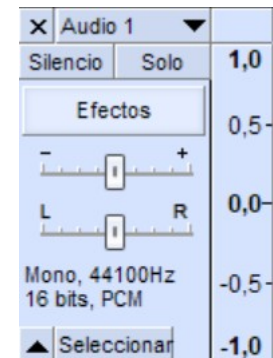 × Audio 1
Silencio Solo
Efectos
- +
L R
Mono, 44100Hz
16 bits, PCM
Seleccionar
1,0
0,5
0,0
-0,5
-1,0